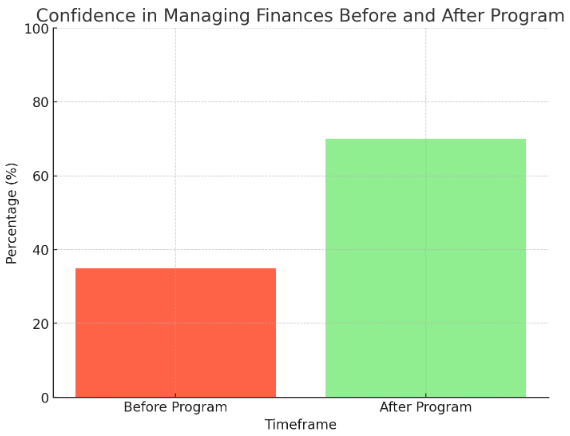 Confidence in Managing Finances Before and After Program
100
80
60
40
20
0
Percentage (%)
Before Program
After Program
Timeframe